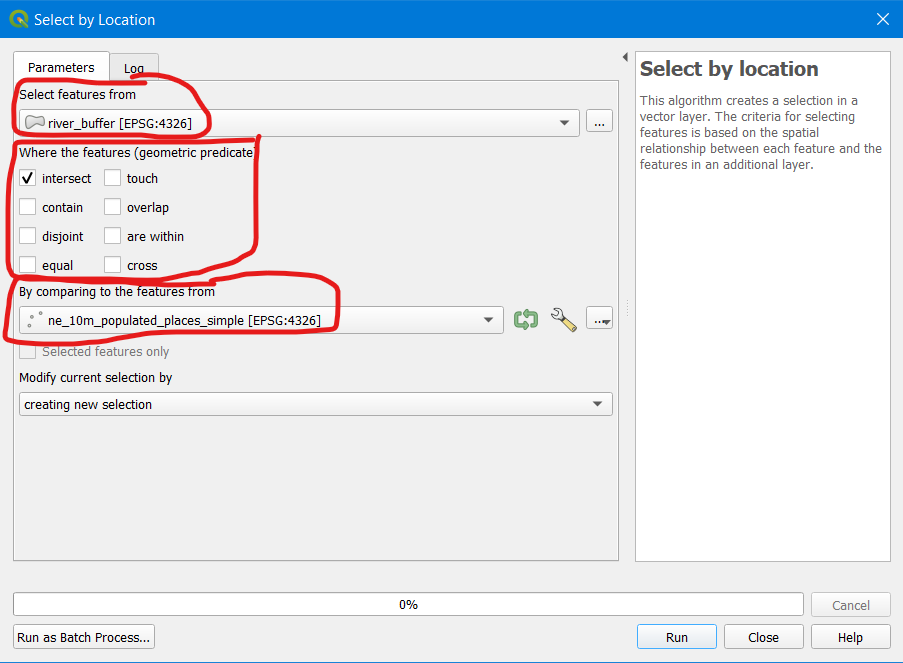 Select by Location
Parameters
Log
Select features from
river_buffer [EPSG:4326]
...
Where the features (geometric predicate)
intersect
touch
contain
overlap
disjoint
are within
equal
cross
By comparing to the features from
ne_10m_populated_places_simple [EPSG:4326]
...
Selected features only
Modify current selection by
creating new selection
Select by location
This algorithm creates a selection in a
vector layer. The criteria for selecting
features is based on the spatial
relationship between each feature and the
features in an additional layer.
0%
Cancel
Run as Batch Process...
Run
Close
Help